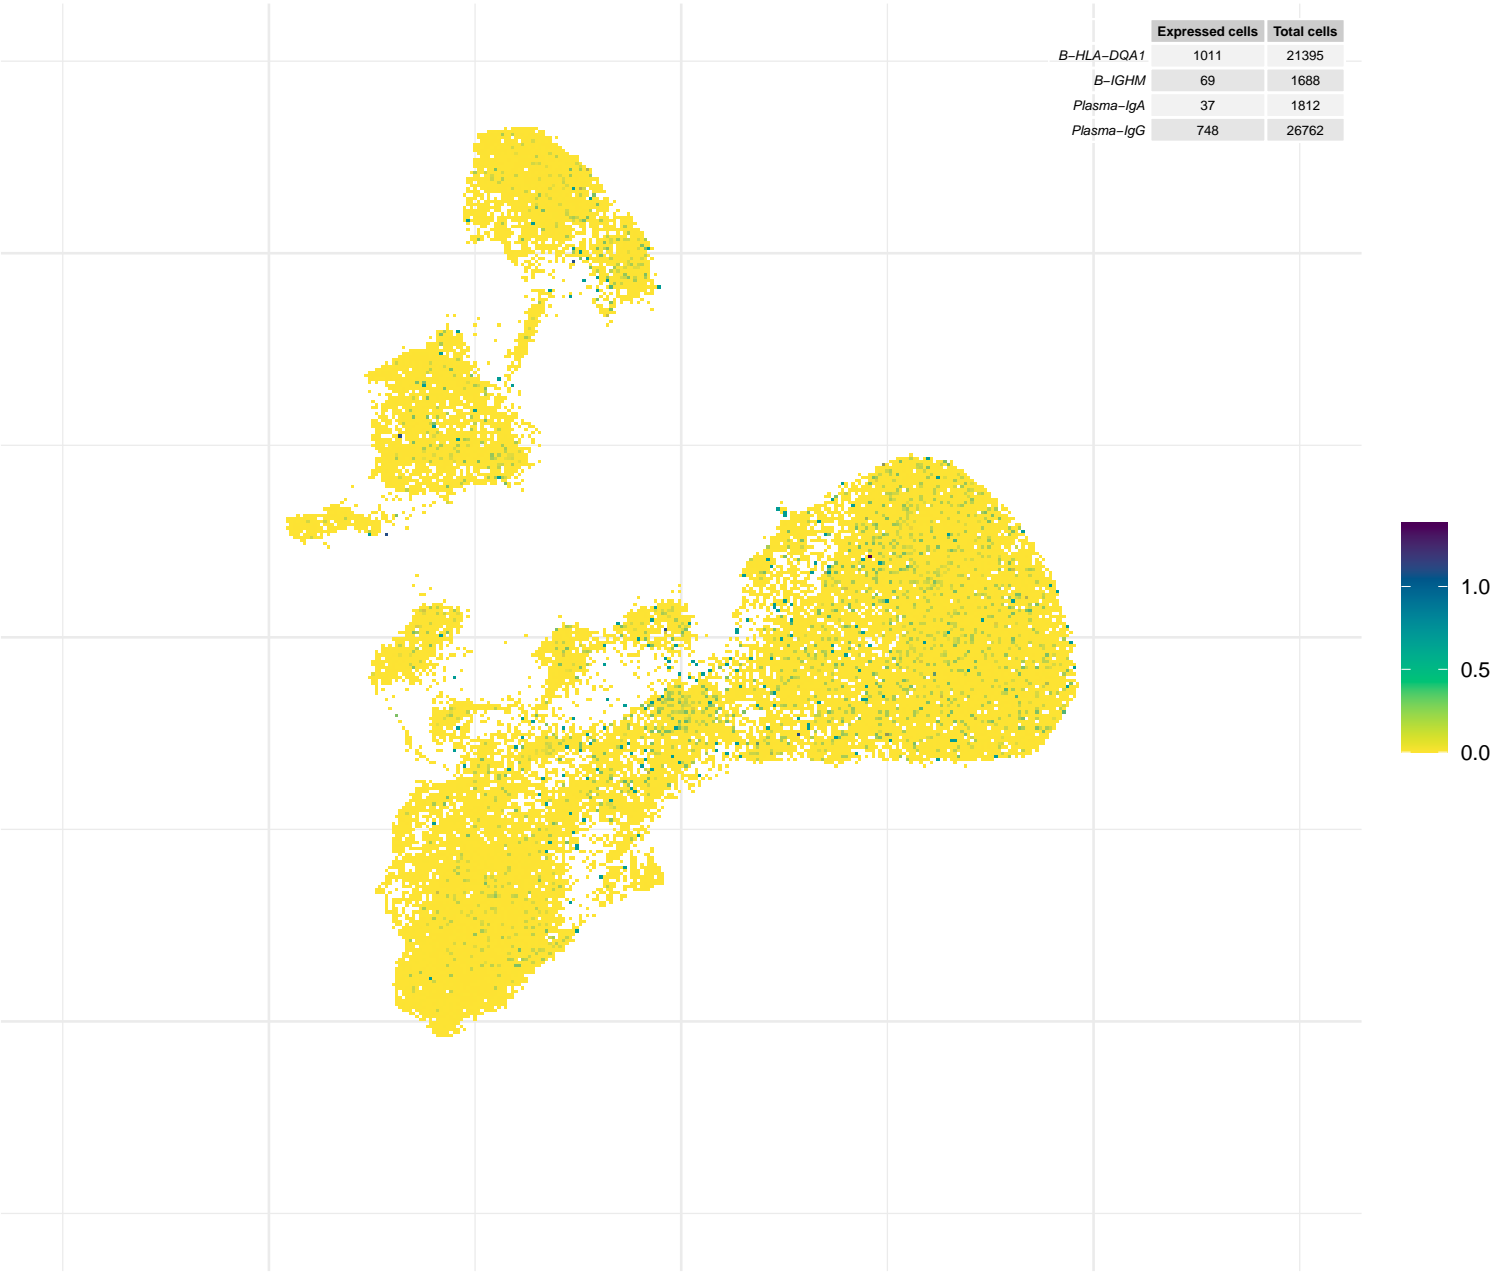 Expressed cells Total cells
B−HLA−DQA1 1011 21395
B−IGHM 69 1688
Plasma−IgA 37 1812
Plasma−IgG 748 26762
1.0
0.5
0.0